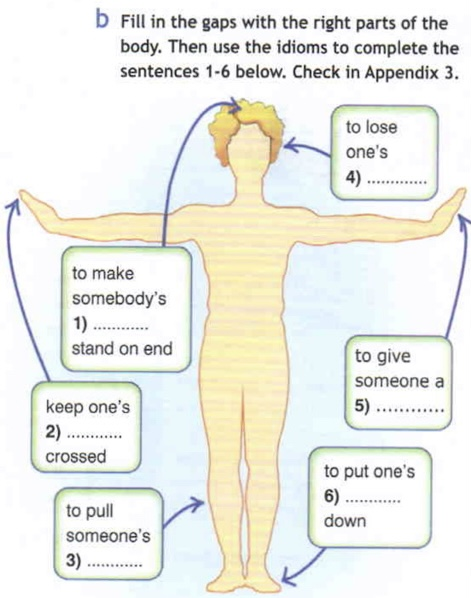 b Fill in the gaps with the right parts of the
body. Then use the idioms to complete the
sentences 1-6 below. Check in Appendix 3.
to lose
one's
4) .............
to make
somebody's
1) ............
stand on end
to give
someone a
5) .............
keep one's
2) ............
crossed
to put one's
6) ............
down
to pull
someone's
3) ............